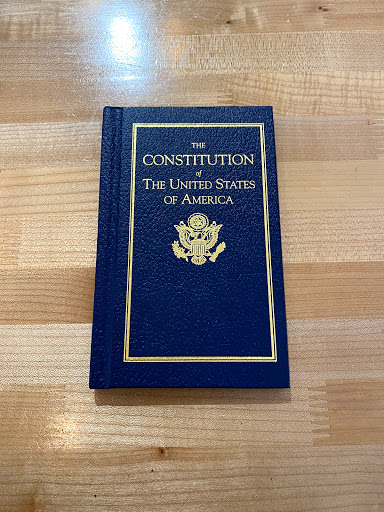 THE
CONSTITUTION
of
THE UNITED STATES
OF AMERICA